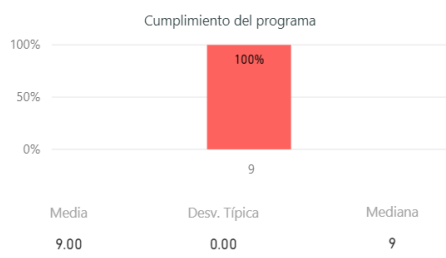 Cumplimiento del programa
100%
100%
50%
0%
9
Media Desv. Típica Mediana
9.00 0.00 9